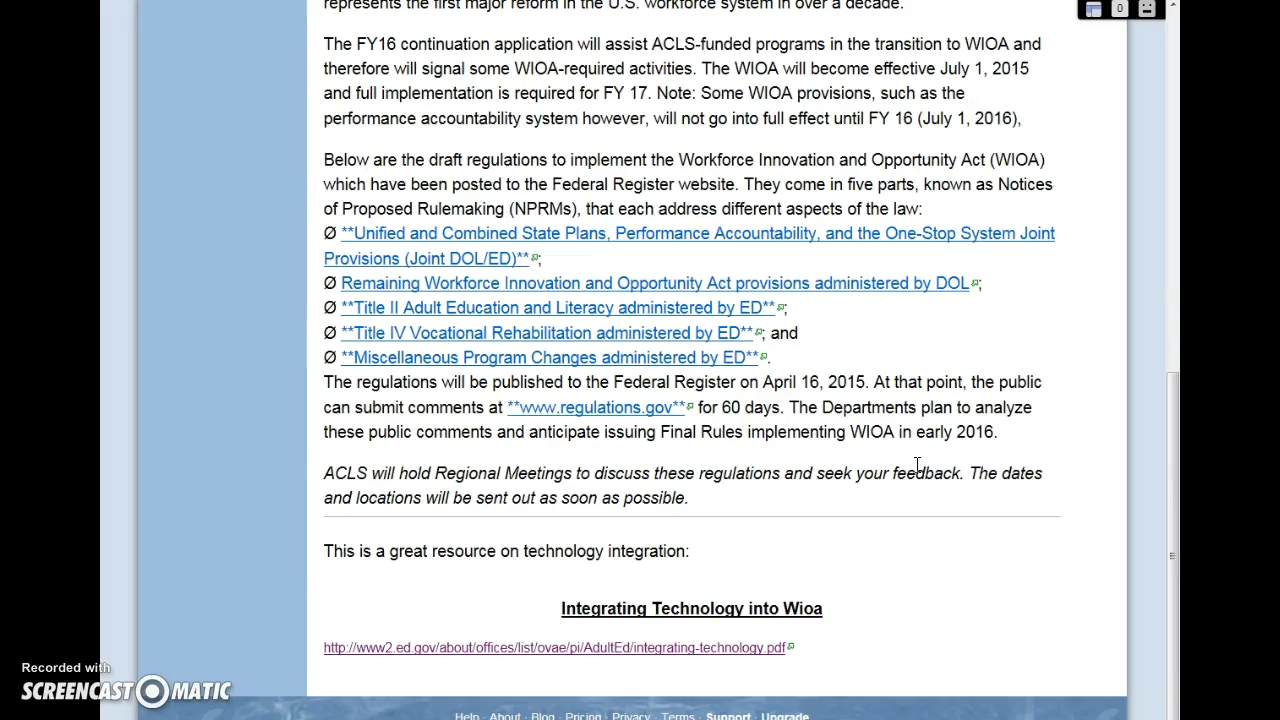 represents the first major reform in the U.S. workforce system in over a decade.
0
The FY16 continuation application will assist ACLS-funded programs in the transition to WIOA and
therefore will signal some WIOA-required activities. The WIOA will become effective July 1, 2015
and full implementation is required for FY 17. Note: Some WIOA provisions, such as the
performance accountability system however, will not go into full effect until FY 16 (July 1, 2016),
Below are the draft regulations to implement the Workforce Innovation and Opportunity Act (WIOA)
which have been posted to the Federal Register website. They come in five parts, known as Notices
of Proposed Rulemaking (NPRMs), that each address different aspects of the law:
Ø **Unified and Combined State Plans, Performance Accountability, and the One-Stop System Joint
Provisions (Joint DOL/ED)**;
Ø Remaining Workforce Innovation and Opportunity Act provisions administered by DOL;
Ø **Title II Adult Education and Literacy administered by ED**;
Ø **Title IV Vocational Rehabilitation administered by ED**; and
Ø **Miscellaneous Program Changes administered by ED**.
The regulations will be published to the Federal Register on April 16, 2015. At that point, the public
can submit comments at **www.regulations.gov** for 60 days. The Departments plan to analyze
these public comments and anticipate issuing Final Rules implementing WIOA in early 2016.
ACLS will hold Regional Meetings to discuss these regulations and seek your feedback. The dates
and locations will be sent out as soon as possible.
This is a great resource on technology integration:
Integrating Technology into Wioa
http://www2.ed.gov/about/offices/list/ovae/pi/AdultEd/integrating-technology.pdf
Recorded with
SCREENCAST-O-MATIC
Help · About · Blog · Pricing · Privacy · Terms · Support · Upgrade